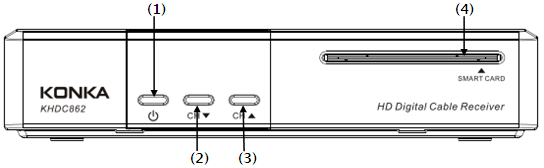 (1)
(4)
SMART CARD
KONKA
KHDC862
CH ▼
CH ▲
HD Digital Cable Receiver
(2)
(3)